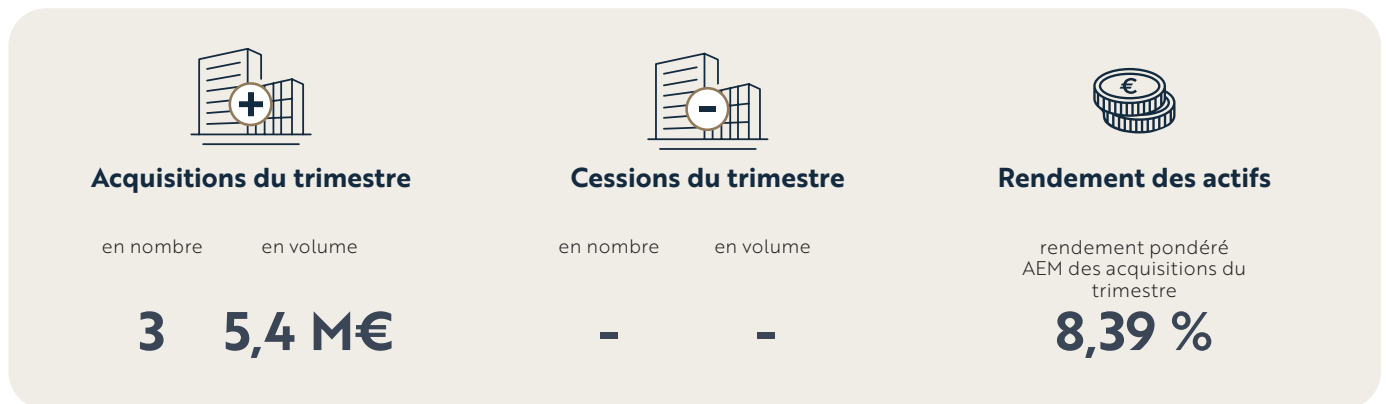 €
Acquisitions du trimestre
Cessions du trimestre
Rendement des actifs
en nombre
en volume
en nombre
en volume
rendement pondéré
AEM des acquisitions du
trimestre
3
5,4 M€
-
-
8,39 %